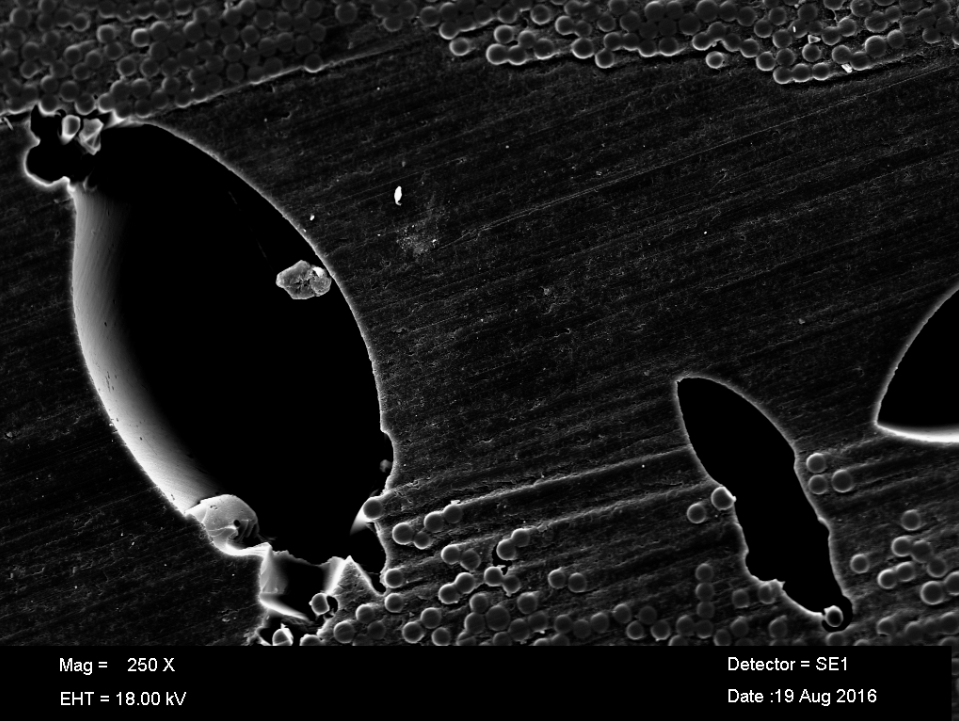 Mag = 250 X
Detector = SE1
EHT = 18.00 kV
Date :19 Aug 2016